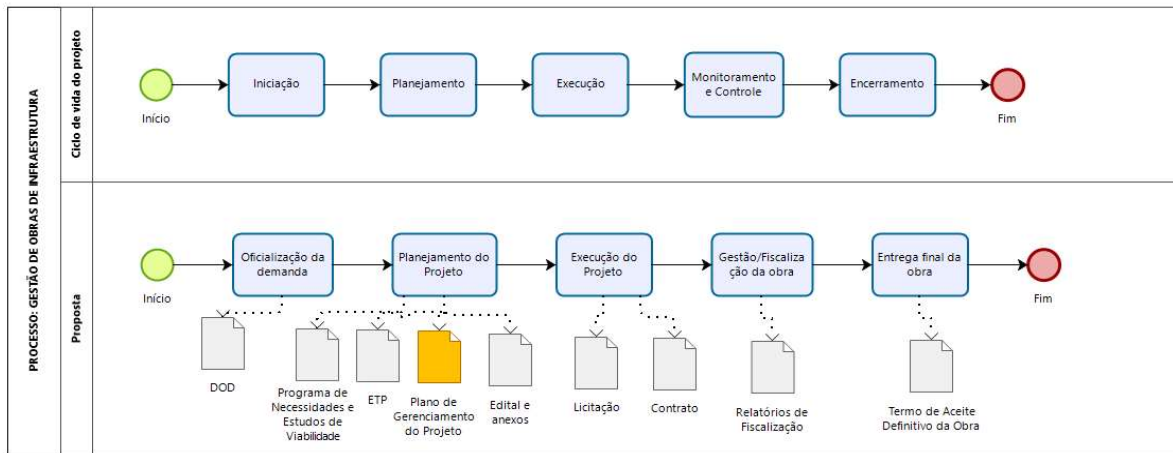 PROCESSO: GESTÃO DE OBRAS DE INFRAESTRUTURA
Ciclo de vida do projeto
Início
Iniciação
Planejamento
Execução
Monitoramento
e Controle
Encerramento
Fim
Proposta
Início
Oficialização da
demanda
Planejamento do
Projeto
Execução do
Projeto
Gestão/Fiscaliza
ção da obra
Entrega final da
obra
Fim
DOD
Programa de
Necessidades e
Estudos de
Viabilidade
ETP
Plano de
Gerenciamento
do Projeto
Edital e
anexos
Licitação
Contrato
Relatórios de
Fiscalização
Termo de Aceite
Definitivo da Obra